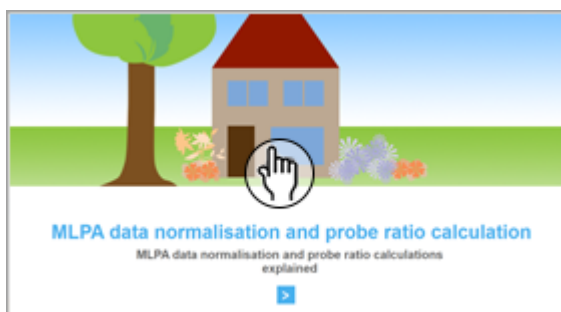 MLPA data normalisation and probe ratio calculation
MLPA data normalisation and probe ratio calculations
explained
>